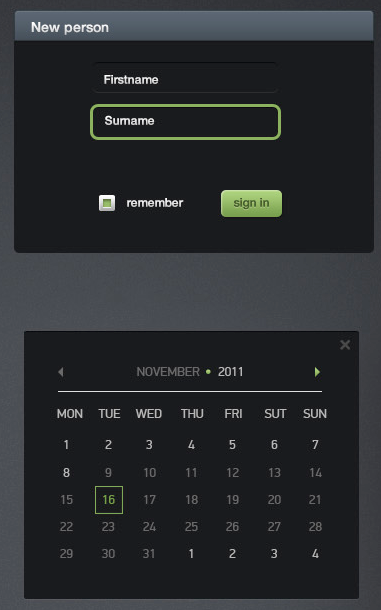 New person
Firstname
Surname
remember sign in
NOVEMBER • 2011
MON TUE WED THU FRI SUT SUN
1 2 3 4 5 6 7
8 9 10 11 12 13 14
15 16 17 18 19 20 21
22 23 24 25 26 27 28
29 30 31 1 2 3 4